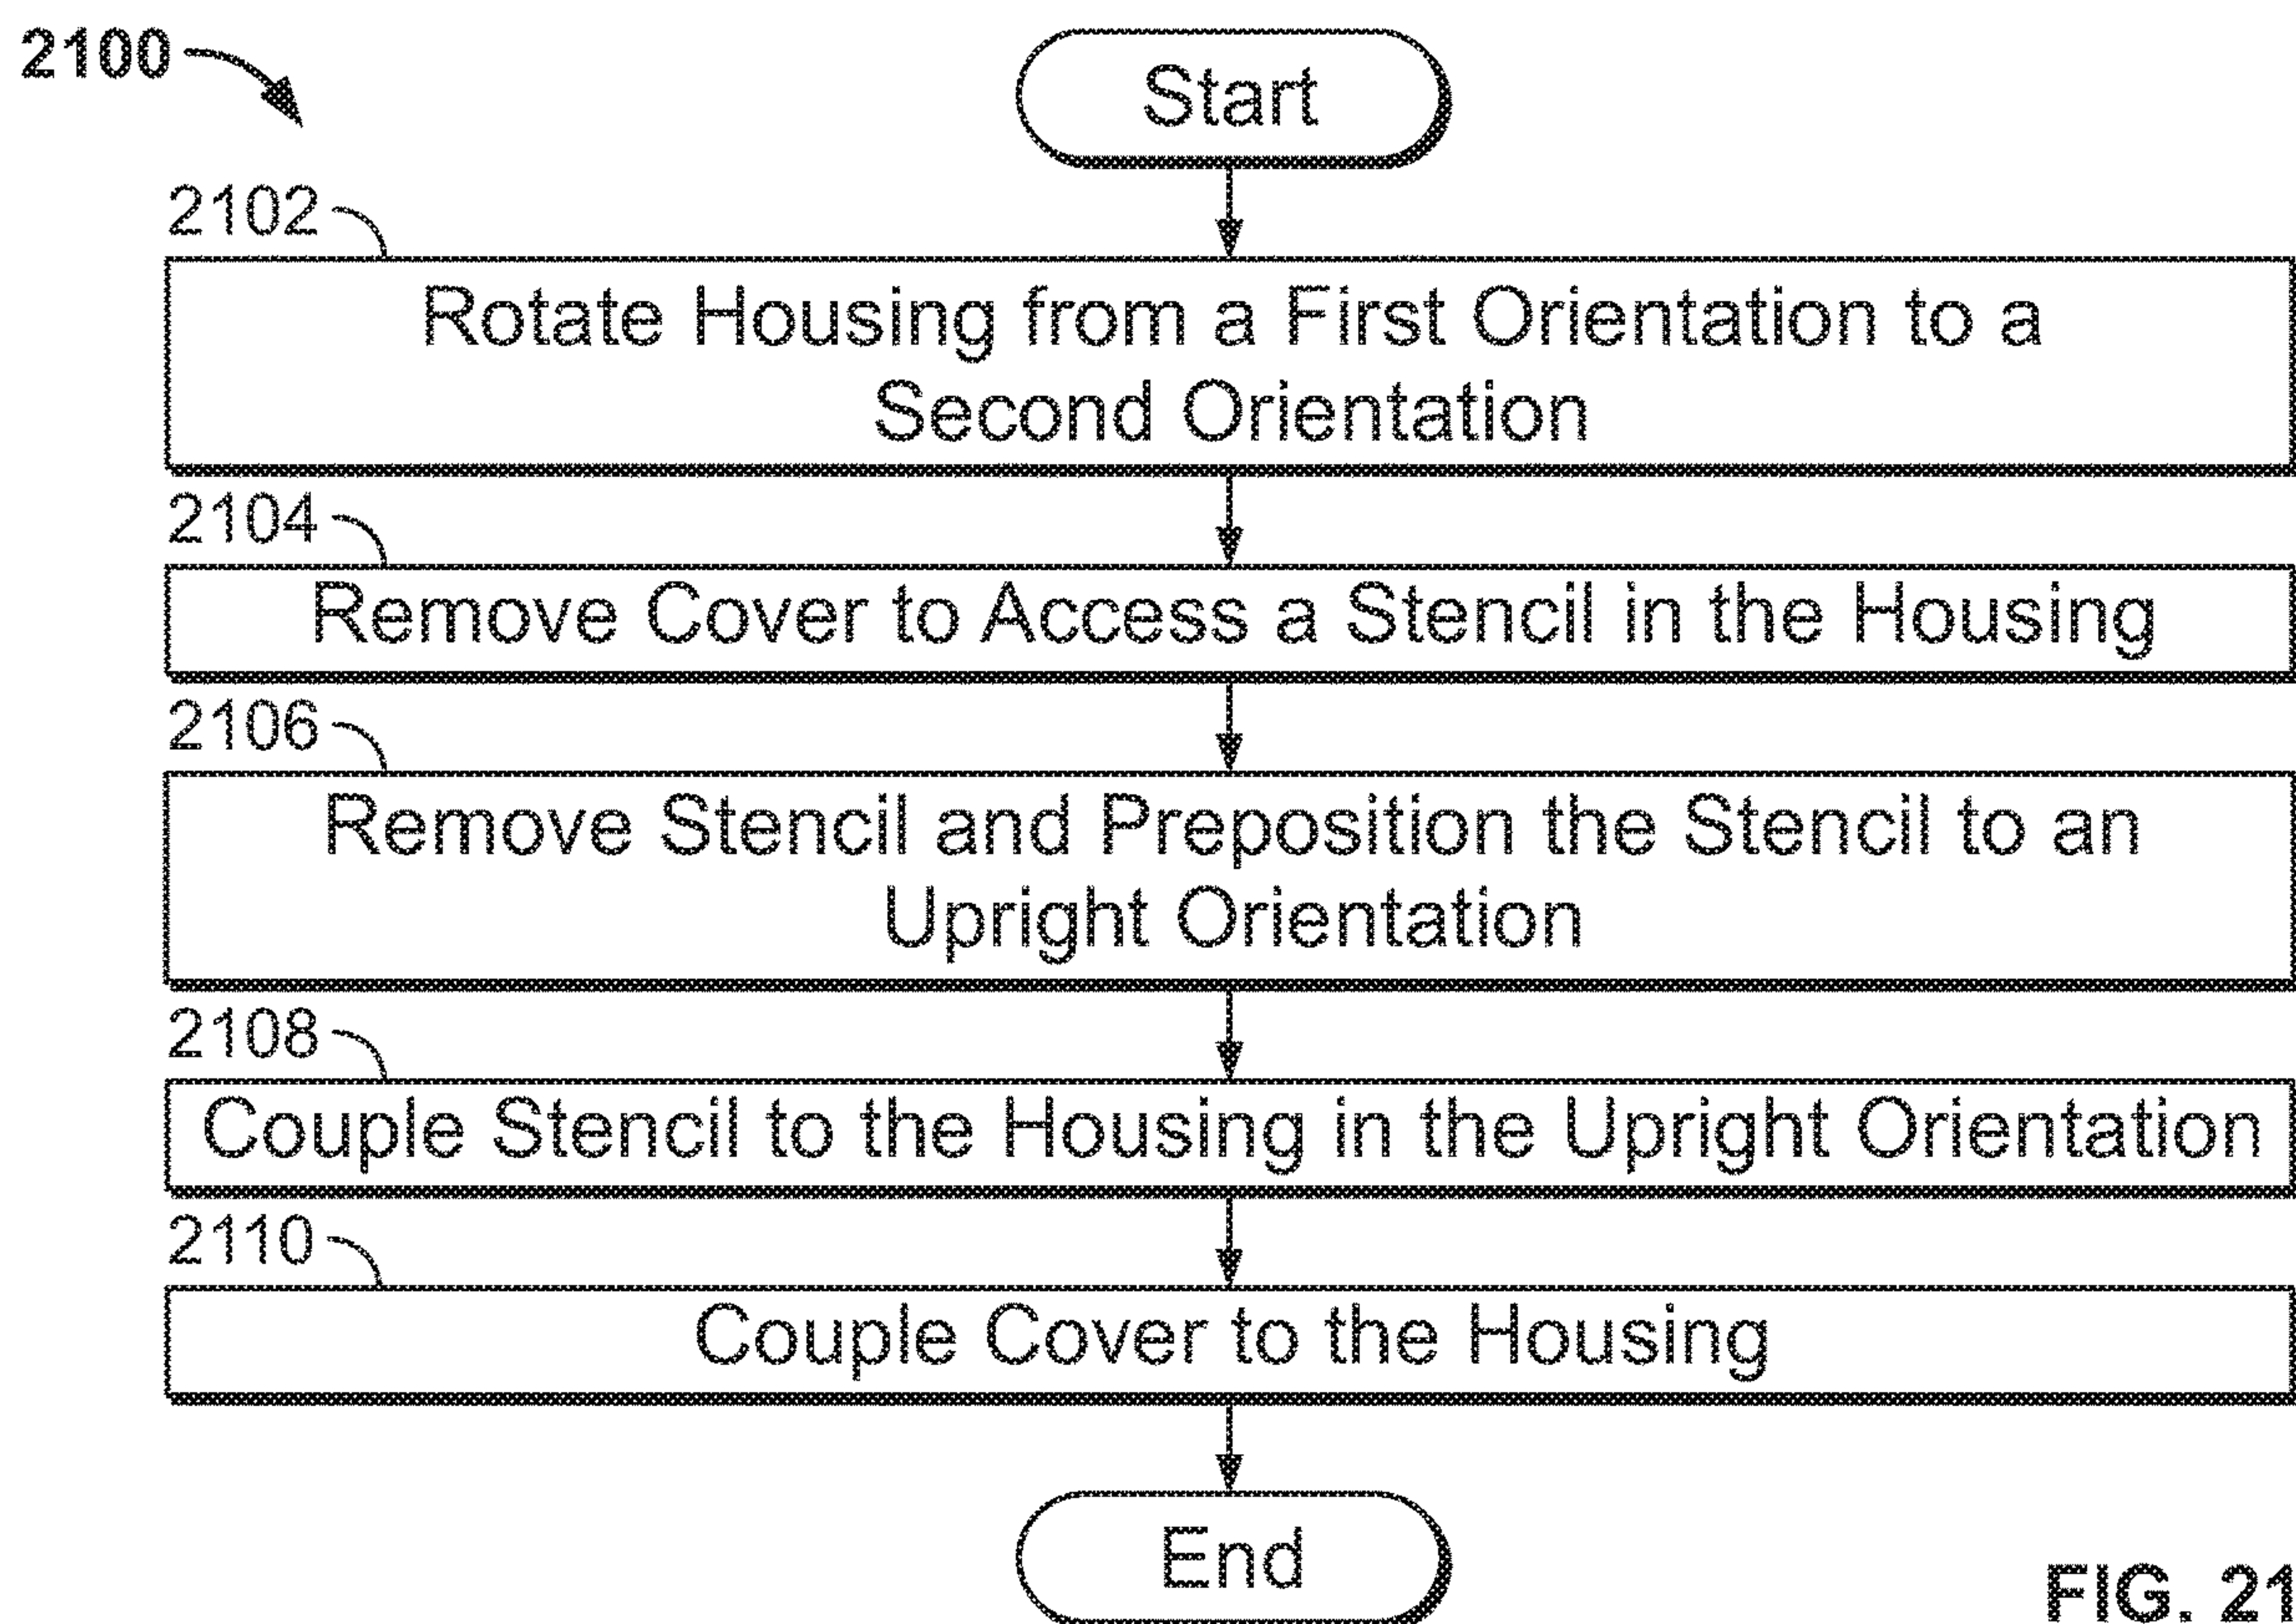 2100
Start
2102
Rotate Housing from a First Orientation to a
Second Orientation
2104
Remove Cover to Access a Stencil in the Housing
2106
Remove Stencil and Preposition the Stencil to an
Upright Orientation
2108
Couple Stencil to the Housing in the Upright Orientation
2110
Couple Cover to the Housing
End
FIG. 21